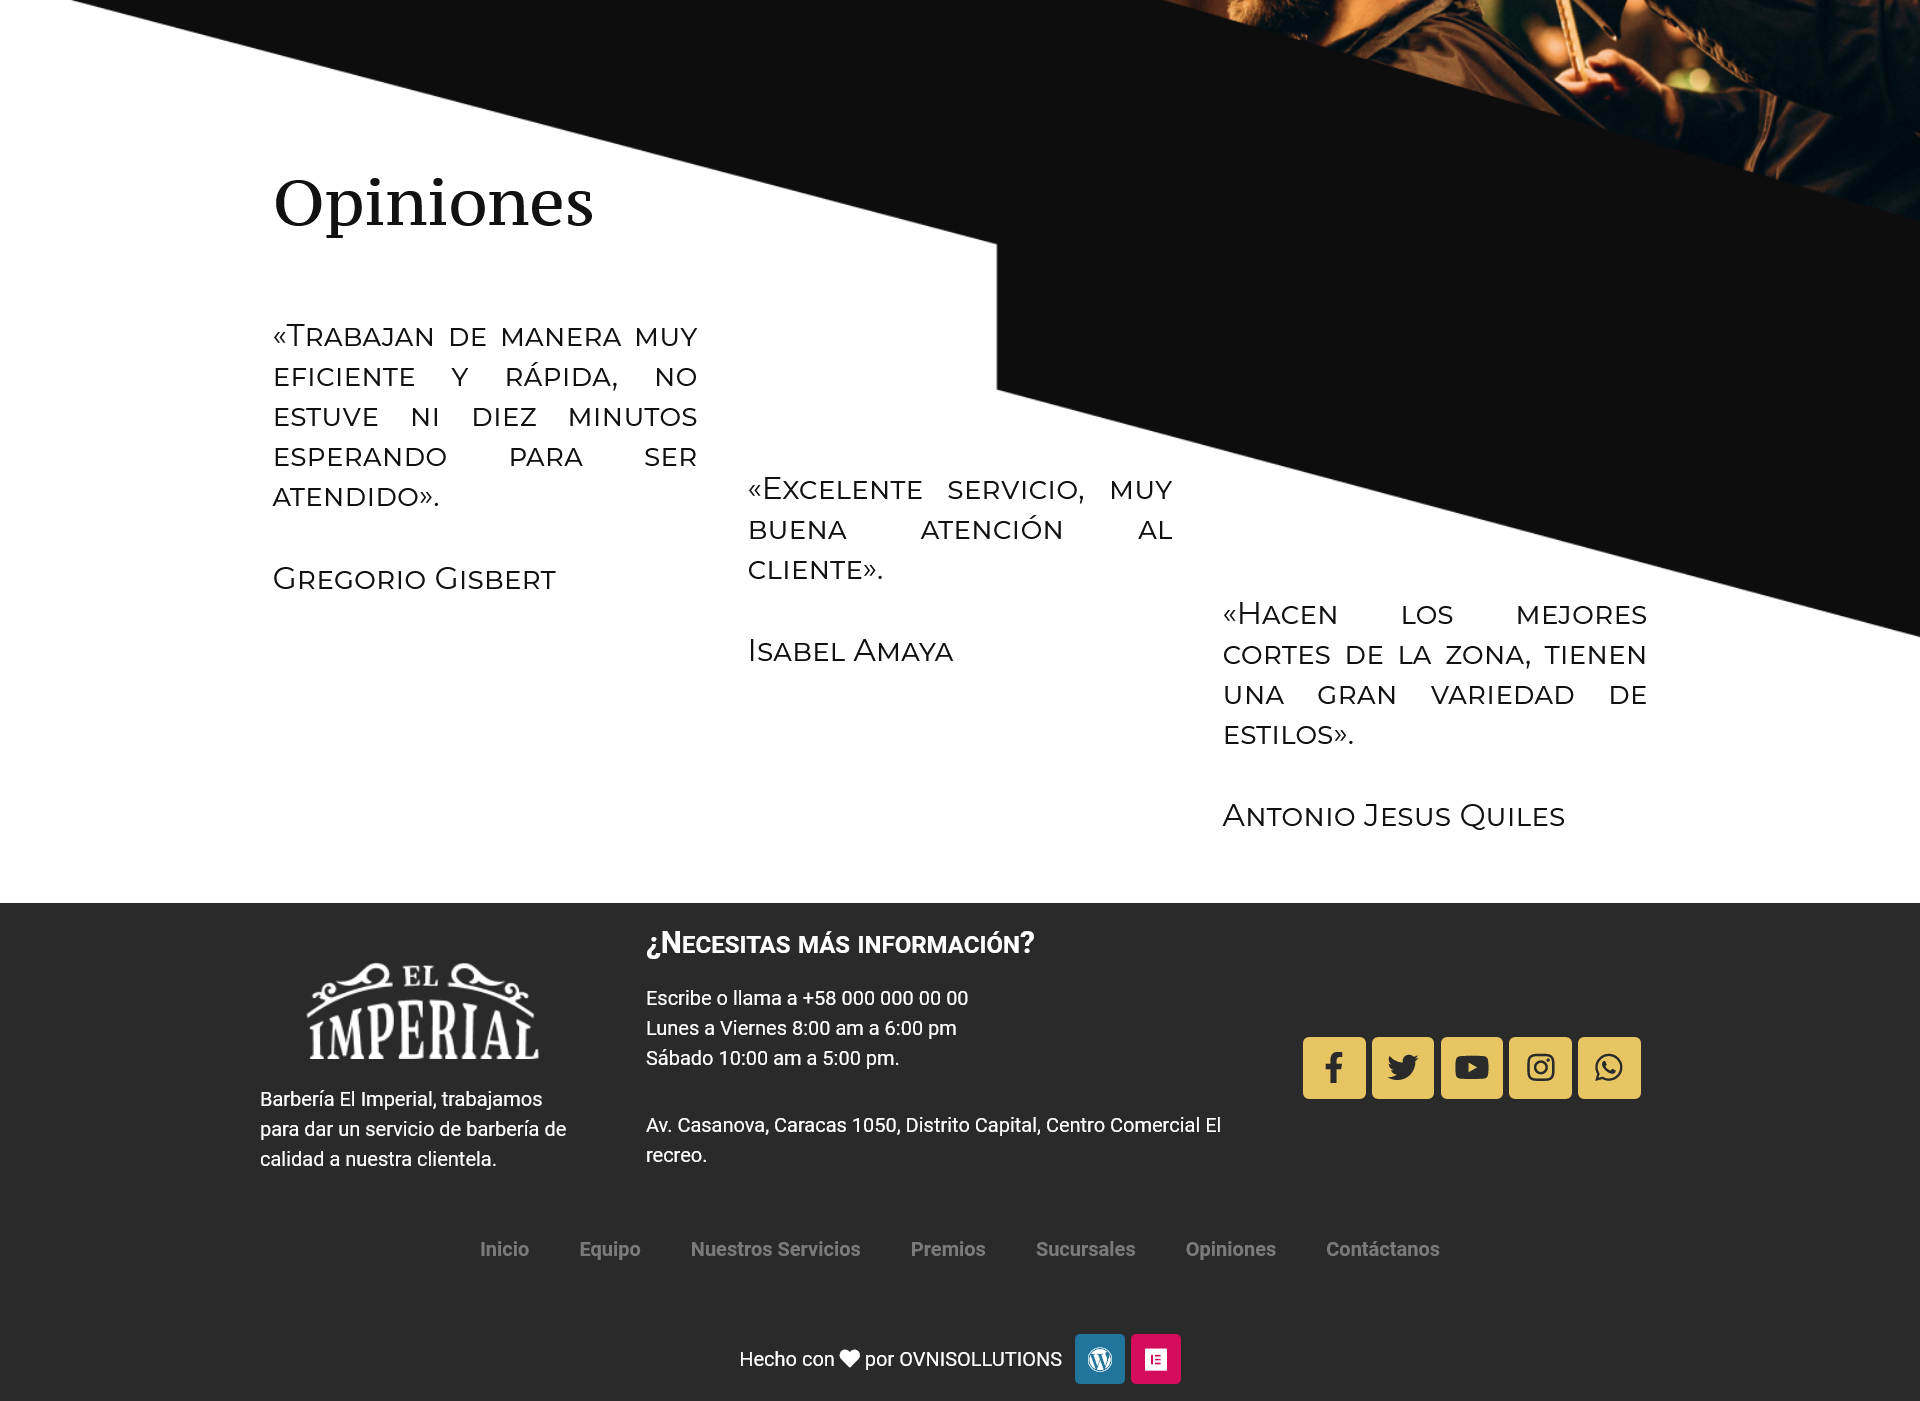 Opiniones
«Trabajan de manera muy
eficiente y rápida, no
estuve ni diez minutos
esperando para ser
atendido».
Gregorio Gisbert
«Excelente servicio, muy
buena atención al
cliente».
Isabel Amaya
«Hacen los mejores
cortes de la zona, tienen
una gran variedad de
estilos».
Antonio Jesus Quiles
EL
IMPERIAL
Barbería El Imperial, trabajamos
para dar un servicio de barbería de
calidad a nuestra clientela.
¿Necesitas más información?
Escribe o llama a +58 000 000 00 00
Lunes a Viernes 8:00 am a 6:00 pm
Sábado 10:00 am a 5:00 pm.
Av. Casanova, Caracas 1050, Distrito Capital, Centro Comercial El
recreo.
Inicio Equipo Nuestros Servicios Premios Sucursales Opiniones Contáctanos
Hecho con por OVNISOLLUTIONS